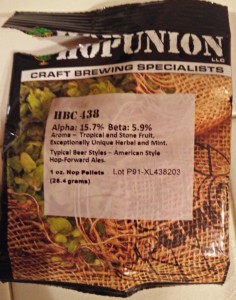 HOPUNION
LLC
CRAFT BREWING SPECIALISTS
HBC 438
Alpha: 15.7% Beta: 5.9%
Aroma – Tropical and Stone Fruit,
Exceptionally Unique Herbal and Mint.
Typical Beer Styles – American Style
Hop-Forward Ales.
1 oz. Hop Pellets Lot P91-XL438203
(28.4 grams)